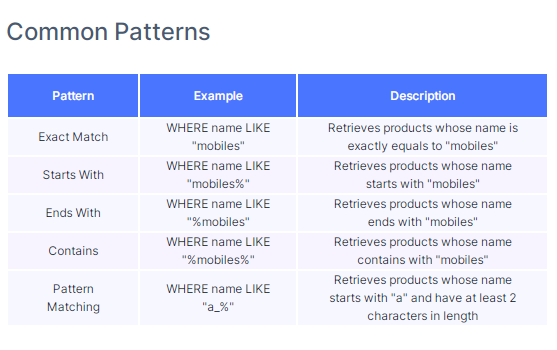 Common Patterns
Pattern Example Description
Exact Match WHERE name LIKE "mobiles" Retrieves products whose name is exactly equals to "mobiles"
Starts With WHERE name LIKE "mobiles%" Retrieves products whose name starts with "mobiles"
Ends With WHERE name LIKE "%mobiles" Retrieves products whose name ends with "mobiles"
Contains WHERE name LIKE "%mobiles%" Retrieves products whose name contains with "mobiles"
Pattern Matching WHERE name LIKE "a_%" Retrieves products whose name starts with "a" and have at least 2 characters in length